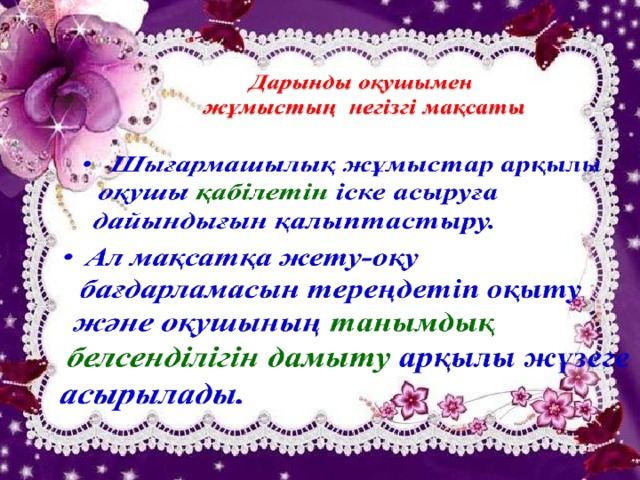 Дарынды оқушымен
жұмыстың негізгі мақсаты
• Шығармашылық жұмыстар арқылы
оқушы қабілетін іске асыруға
дайындығын қалыптастыру.
• Ал мақсатқа жету-оқу
бағдарламасын тереңдетіп оқыту
және оқушының танымдық
белсенділігін дамыту арқылы жүзеге
асырылады.